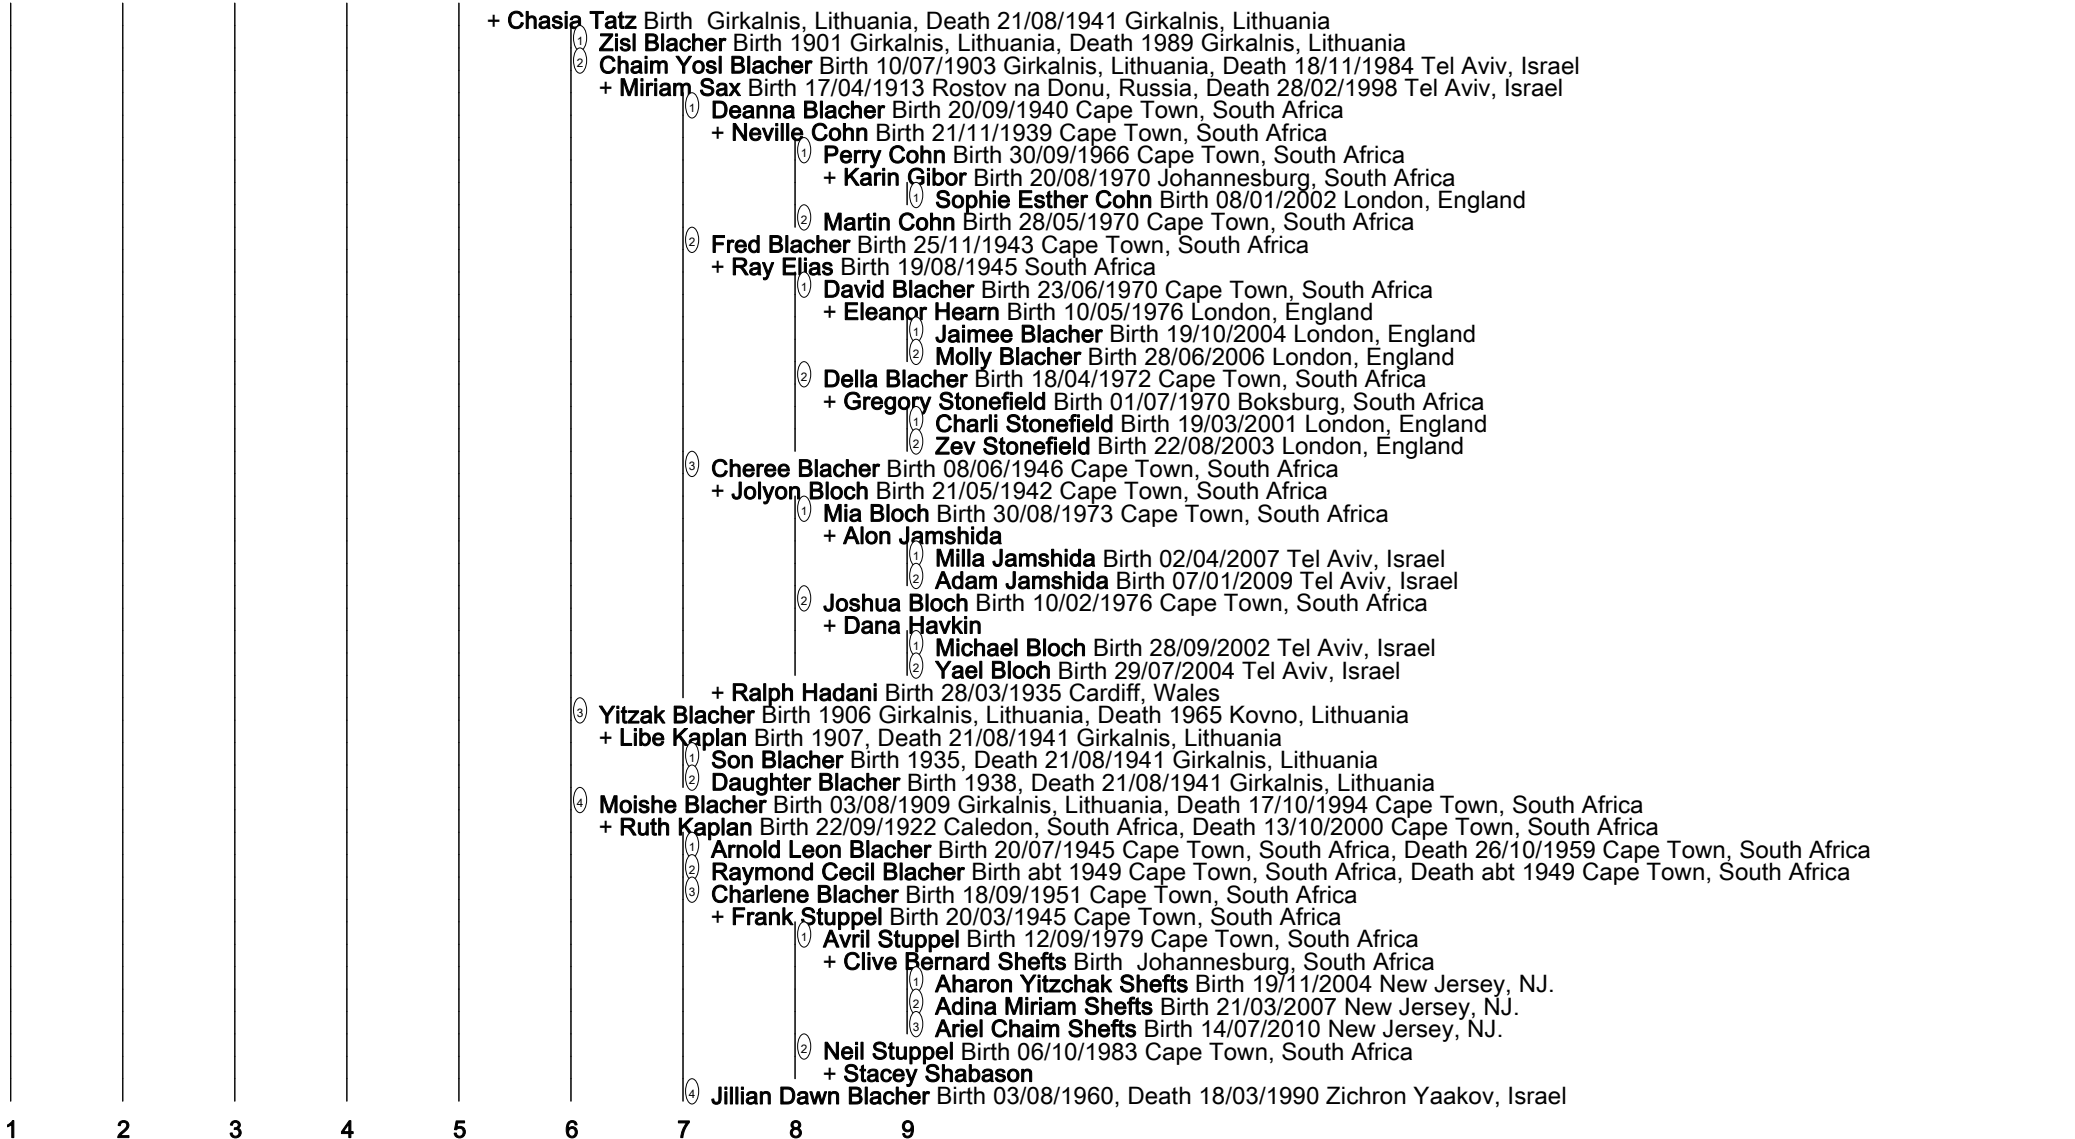 + Chasia Tatz Birth  Girkalnis, Lithuania, Death 21/08/1941 Girkalnis, Lithuania
1 Zisl Blacher Birth 1901 Girkalnis, Lithuania, Death 1989 Girkalnis, Lithuania
2 Chaim Yosl Blacher Birth 10/07/1903 Girkalnis, Lithuania, Death 18/11/1984 Tel Aviv, Israel
+ Miriam Sax Birth 17/04/1913 Rostov na Donu, Russia, Death 28/02/1998 Tel Aviv, Israel
1 Deanna Blacher Birth 20/09/1940 Cape Town, South Africa
+ Neville Cohn Birth 21/11/1939 Cape Town, South Africa
1 Perry Cohn Birth 30/09/1966 Cape Town, South Africa
+ Karin Gibor Birth 20/08/1970 Johannesburg, South Africa
1 Sophie Esther Cohn Birth 08/01/2002 London, England
2 Martin Cohn Birth 28/05/1970 Cape Town, South Africa
2 Fred Blacher Birth 25/11/1943 Cape Town, South Africa
+ Ray Elias Birth 19/08/1945 South Africa
1 David Blacher Birth 23/06/1970 Cape Town, South Africa
+ Eleanor Hearn Birth 10/05/1976 London, England
1 Jaimee Blacher Birth 19/10/2004 London, England
2 Molly Blacher Birth 28/06/2006 London, England
2 Della Blacher Birth 18/04/1972 Cape Town, South Africa
+ Gregory Stonefield Birth 01/07/1970 Boksburg, South Africa
1 Charli Stonefield Birth 19/03/2001 London, England
2 Zev Stonefield Birth 22/08/2003 London, England
3 Cheree Blacher Birth 08/06/1946 Cape Town, South Africa
+ Jolyon Bloch Birth 21/05/1942 Cape Town, South Africa
1 Mia Bloch Birth 30/08/1973 Cape Town, South Africa
+ Alon Jamshida
1 Milla Jamshida Birth 02/04/2007 Tel Aviv, Israel
2 Adam Jamshida Birth 07/01/2009 Tel Aviv, Israel
2 Joshua Bloch Birth 10/02/1976 Cape Town, South Africa
+ Dana Havkin
1 Michael Bloch Birth 28/09/2002 Tel Aviv, Israel
2 Yael Bloch Birth 29/07/2004 Tel Aviv, Israel
+ Ralph Hadani Birth 28/03/1935 Cardiff, Wales
3 Yitzak Blacher Birth 1906 Girkalnis, Lithuania, Death 1965 Kovno, Lithuania
+ Libe Kaplan Birth 1907, Death 21/08/1941 Girkalnis, Lithuania
1 Son Blacher Birth 1935, Death 21/08/1941 Girkalnis, Lithuania
2 Daughter Blacher Birth 1938, Death 21/08/1941 Girkalnis, Lithuania
4 Moishe Blacher Birth 03/08/1909 Girkalnis, Lithuania, Death 17/10/1994 Cape Town, South Africa
+ Ruth Kaplan Birth 22/09/1922 Caledon, South Africa, Death 13/10/2000 Cape Town, South Africa
1 Arnold Leon Blacher Birth 20/07/1945 Cape Town, South Africa, Death 26/10/1959 Cape Town, South Africa
2 Raymond Cecil Blacher Birth abt 1949 Cape Town, South Africa, Death abt 1949 Cape Town, South Africa
3 Charlene Blacher Birth 18/09/1951 Cape Town, South Africa
+ Frank Stuppel Birth 20/03/1945 Cape Town, South Africa
1 Avril Stuppel Birth 12/09/1979 Cape Town, South Africa
+ Clive Bernard Shefts Birth  Johannesburg, South Africa
1 Aharon Yitzchak Shefts Birth 19/11/2004 New Jersey, NJ.
2 Adina Miriam Shefts Birth 21/03/2007 New Jersey, NJ.
3 Ariel Chaim Shefts Birth 14/07/2010 New Jersey, NJ.
2 Neil Stuppel Birth 06/10/1983 Cape Town, South Africa
+ Stacey Shabason
4 Jillian Dawn Blacher Birth 03/08/1960, Death 18/03/1990 Zichron Yaakov, Israel
1 2 3 4 5 6 7 8 9